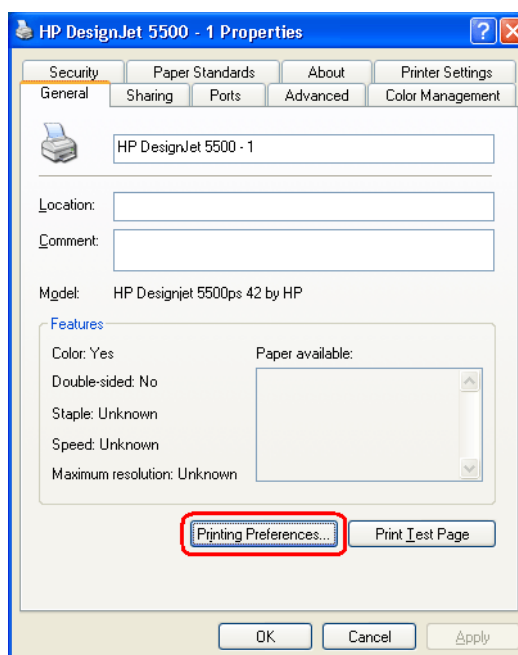 HP DesignJet 5500 - 1 Properties
Security Paper Standards About Printer Settings
General Sharing Ports Advanced Color Management
HP DesignJet 5500 - 1
Location:
Comment:
Model: HP Designjet 5500ps 42 by HP
Features
Color: Yes Paper available:
Double-sided: No
Staple: Unknown
Speed: Unknown
Maximum resolution: Unknown
Printing Preferences... Print Test Page
OK Cancel Apply